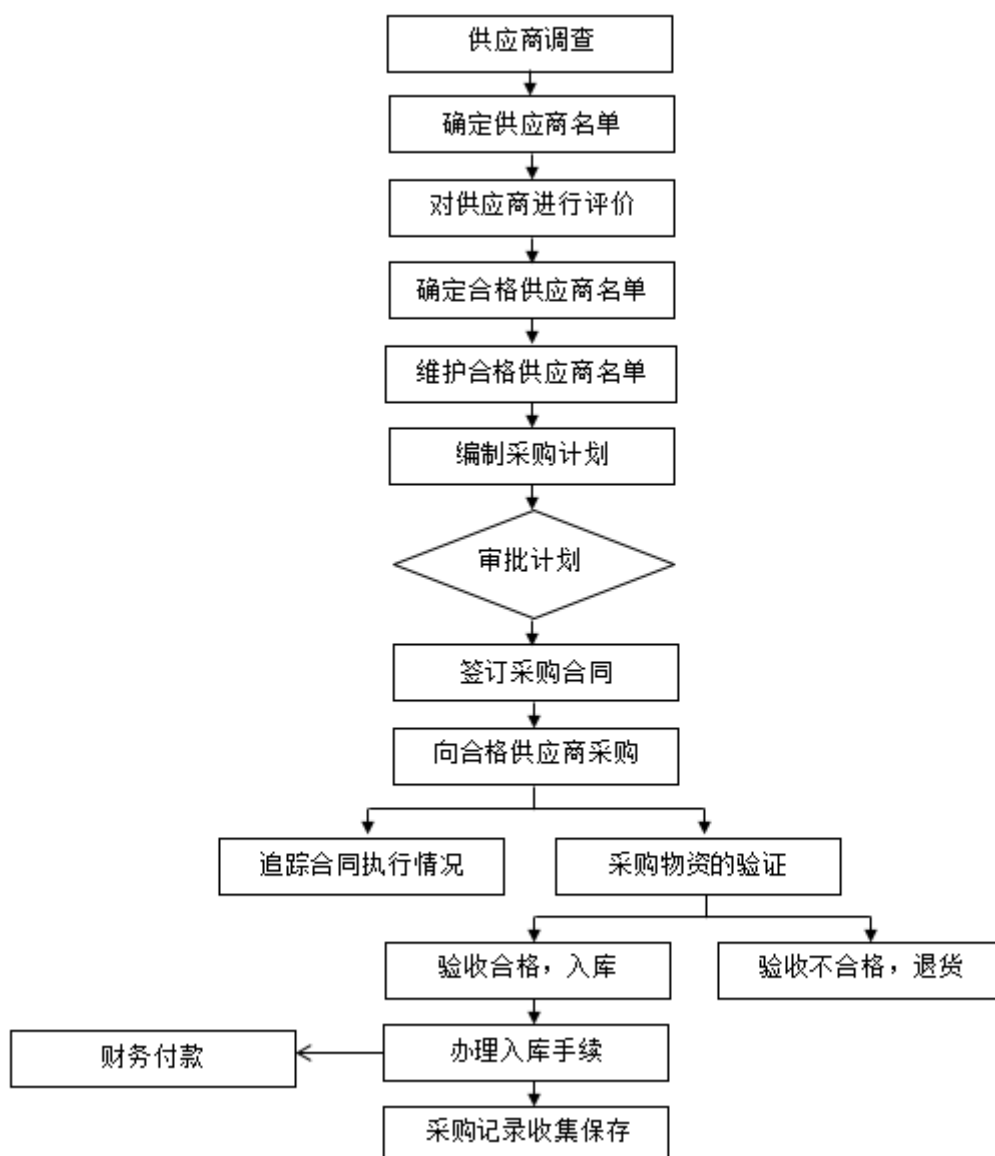 供应商调查
确定供应商名单
对供应商进行评价
确定合格供应商名单
维护合格供应商名单
编制采购计划
审批计划
签订采购合同
向合格供应商采购
追踪合同执行情况
采购物资的验证
验收合格，入库
验收不合格，退货
财务付款
办理入库手续
采购记录收集保存